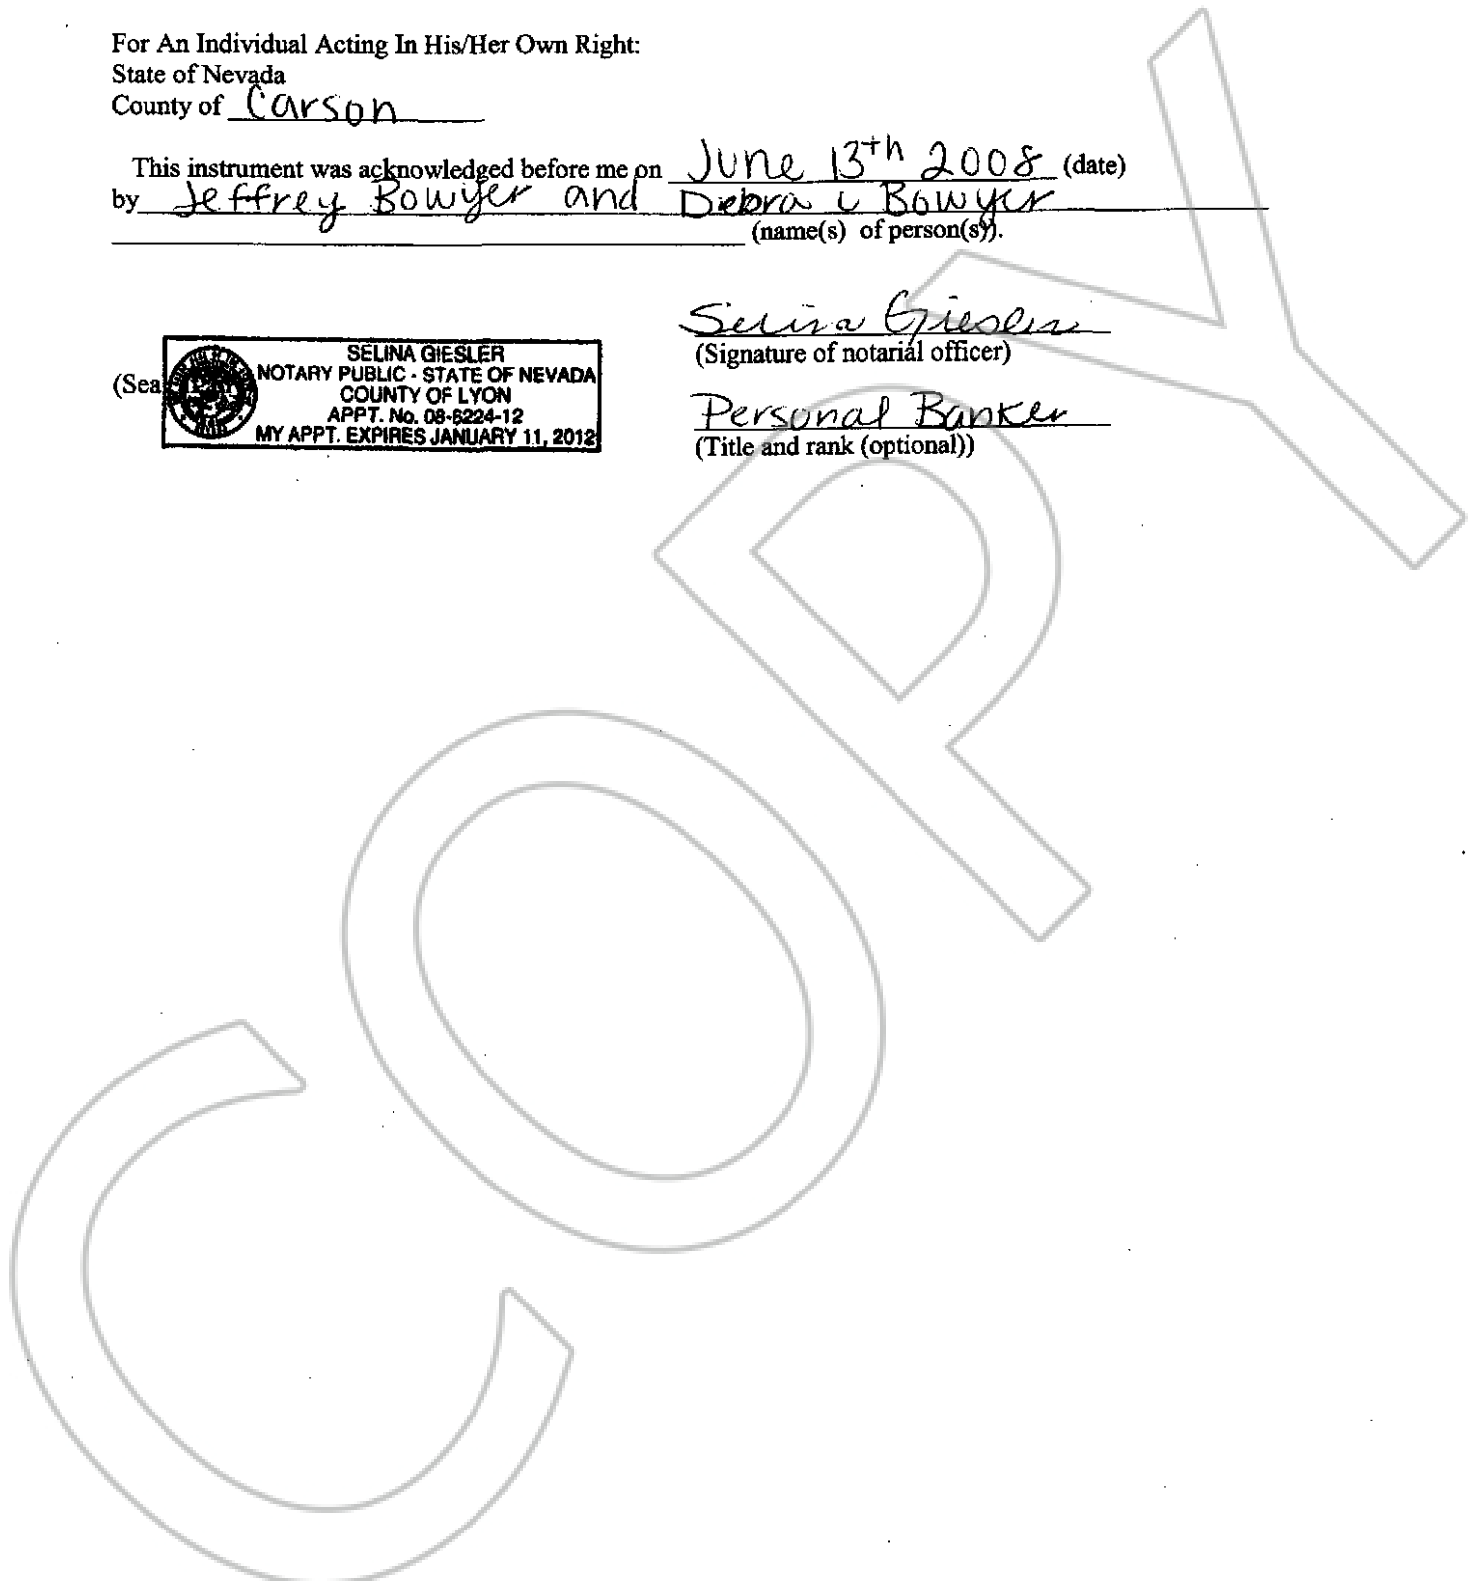 For An Individual Acting In His/Her Own Right:
State of Nevada
County of Carson
This instrument was acknowledged before me on June 13th 2008 (date)
by Jeffrey Bowyer and Debra L Bowyer
(name(s) of person(s)).
Selina Giesler
(Signature of notarial officer)
(Sea
SELINA GIESLER
NOTARY PUBLIC - STATE OF NEVADA
COUNTY OF LYON
APPT. No. 08-6224-12
MY APPT. EXPIRES JANUARY 11, 2012
Personal Banker
(Title and rank (optional))
COPY